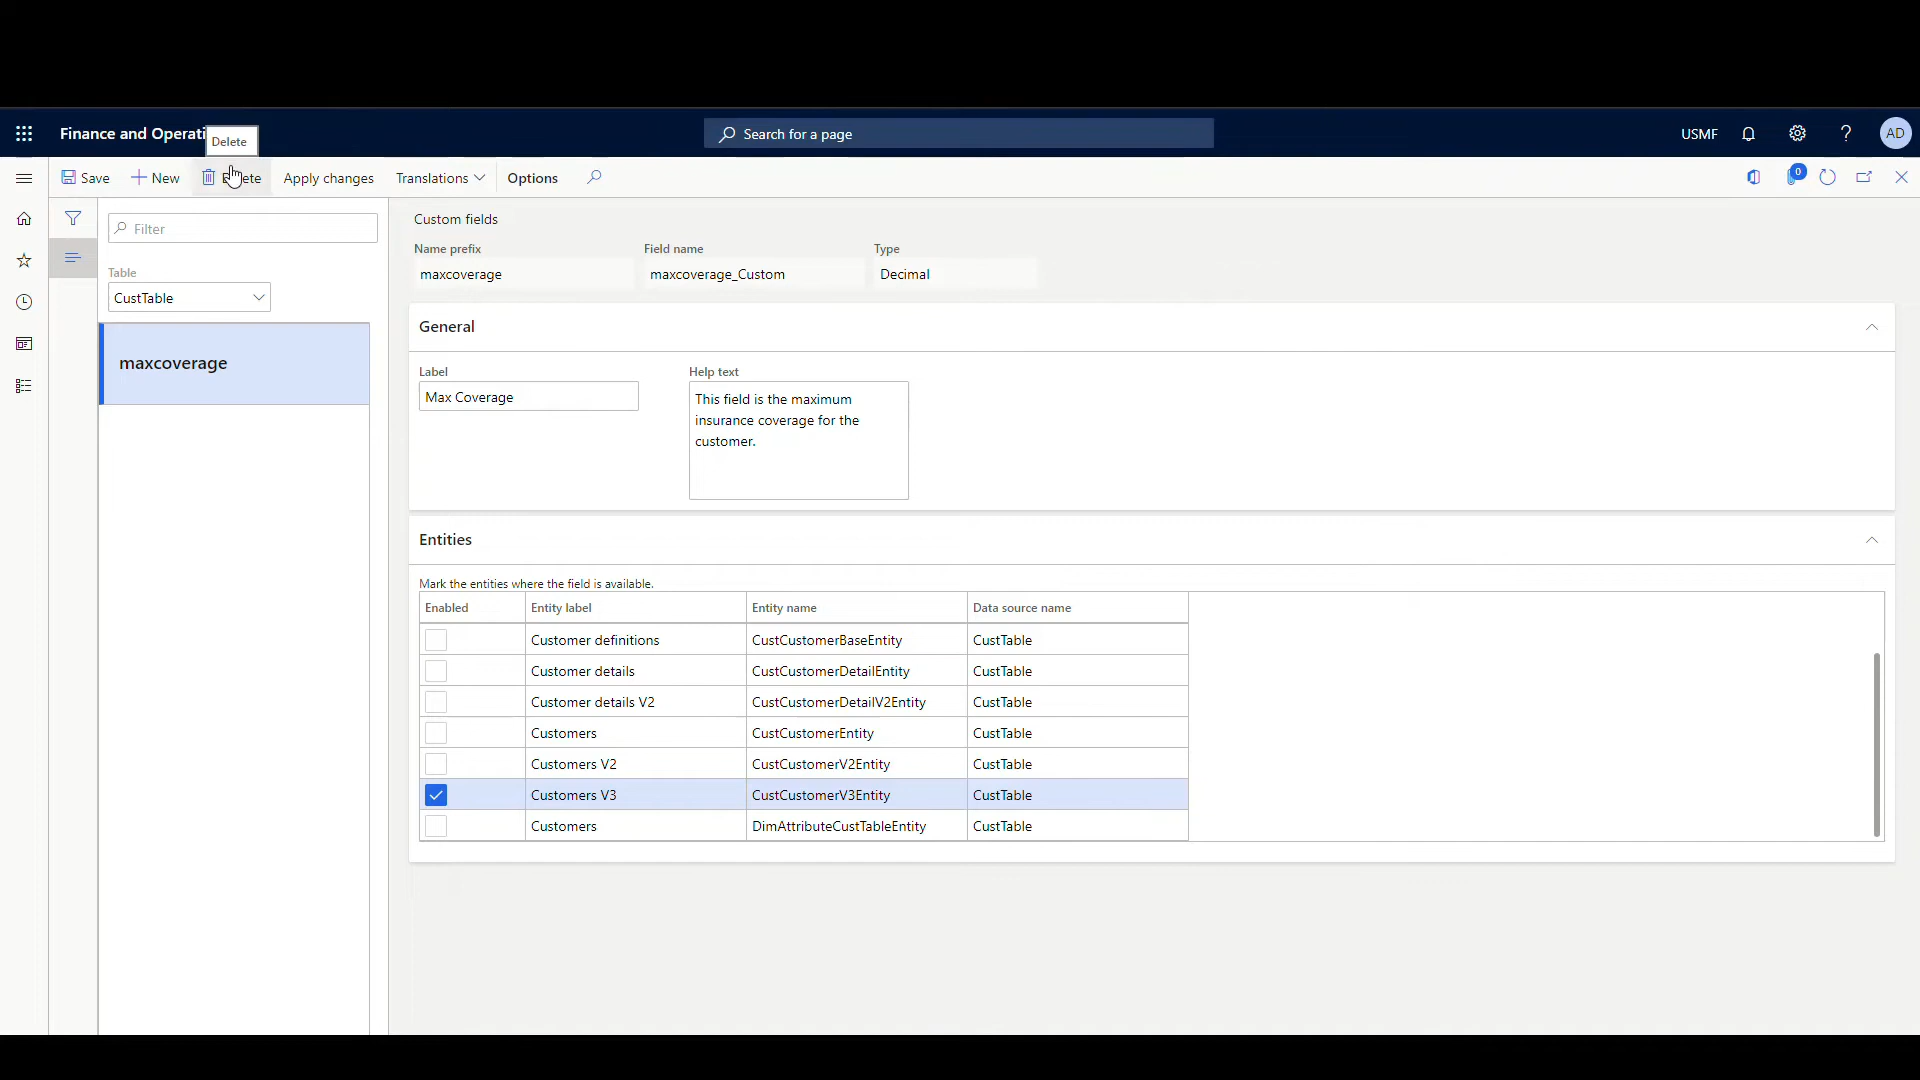 Finance and Operati
Delete
Search for a page
USMF
?
AD
Save
New
ete
Apply changes
Translations
Options
0
Filter
Table
CustTable
maxcoverage
Custom fields
Name prefix
Field name
Type
maxcoverage
maxcoverage_Custom
Decimal
General
Label
Help text
Max Coverage
This field is the maximum
insurance coverage for the
customer.
Entities
Mark the entities where the field is available.
Enabled
Entity label
Entity name
Data source name
Customer definitions
CustCustomerBaseEntity
CustTable
Customer details
CustCustomerDetailEntity
CustTable
Customer details V2
CustCustomerDetailV2Entity
CustTable
Customers
CustCustomerEntity
CustTable
Customers V2
CustCustomerV2Entity
CustTable
Customers V3
CustCustomerV3Entity
CustTable
Customers
DimAttributeCustTableEntity
CustTable